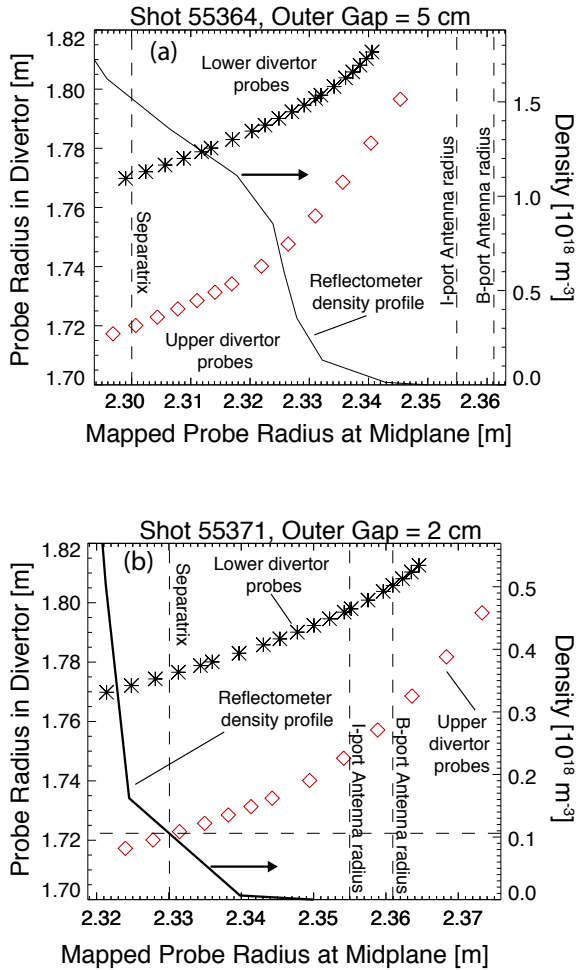 Shot 55364, Outer Gap = 5 cm
(a)
Lower divertor
probes
Separatrix
Upper divertor
probes
Reflectometer
density profile
I-port Antenna radius
B-port Antenna radius
Probe Radius in Divertor [m]
1.82
1.80
1.78
1.76
1.74
1.72
1.70
Density [10^18 m^-3]
1.5
1.0
0.5
0.0
2.30 2.31 2.32 2.33 2.34 2.35 2.36
Mapped Probe Radius at Midplane [m]
Shot 55371, Outer Gap = 2 cm
(b)
Separatrix
Lower divertor
probes
Reflectometer
density profile
I-port Antenna radius
B-port Antenna radius
Upper
divertor
probes
Probe Radius in Divertor [m]
1.82
1.80
1.78
1.76
1.74
1.72
1.70
Density [10^18 m^-3]
0.5
0.4
0.3
0.2
0.1
0.0
2.32 2.33 2.34 2.35 2.36 2.37
Mapped Probe Radius at Midplane [m]